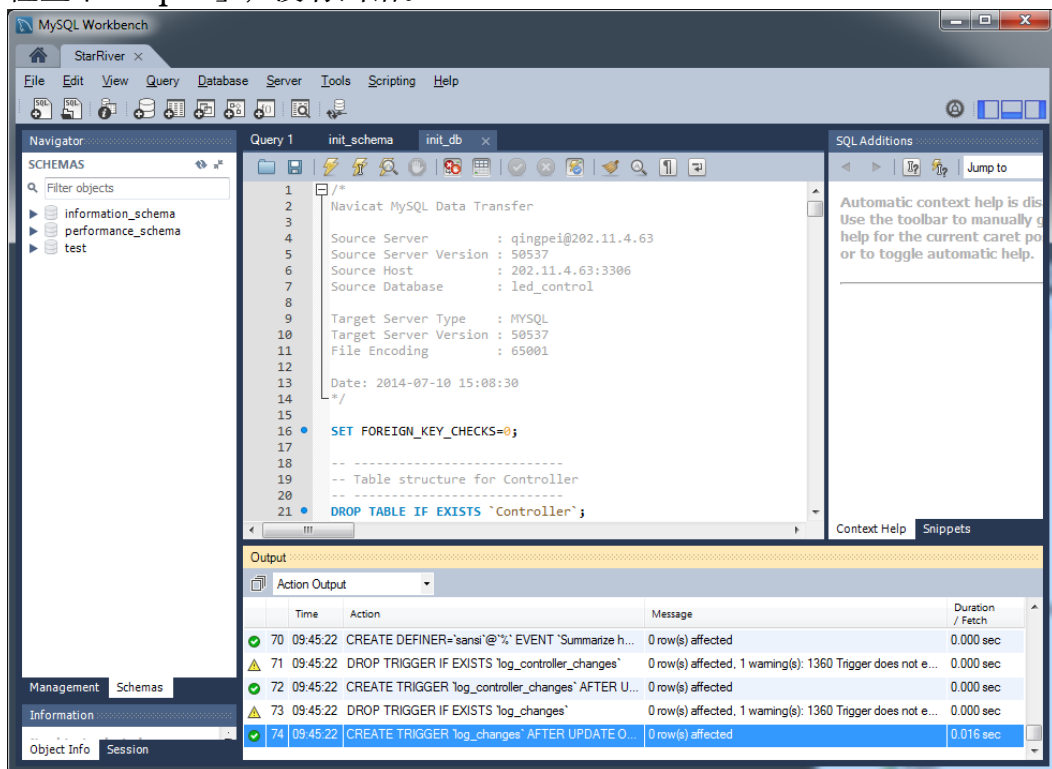 MySQL Workbench
StarRiver
File Edit View Query Database Server Tools Scripting Help
Navigator
SCHEMAS
Filter objects
information_schema
performance_schema
test
Management Schemas
Information
Object Info Session
Query 1 init_schema init_db
1 /*
2 Navicat MySQL Data Transfer
3
4 Source Server : qingpei@202.11.4.63
5 Source Server Version : 50537
6 Source Host : 202.11.4.63:3306
7 Source Database : led_control
8
9 Target Server Type : MYSQL
10 Target Server Version : 50537
11 File Encoding : 65001
12
13 Date: 2014-07-10 15:08:30
14 */
15
16 SET FOREIGN_KEY_CHECKS=0;
17
18 -- ----------------------------
19 -- Table structure for Controller
20 -- ----------------------------
21 DROP TABLE IF EXISTS `Controller`;
SQL Additions
Jump to
Automatic context help is dis
Use the toolbar to manually g
help for the current caret po
or to toggle automatic help.
Context Help Snippets
Output
Action Output
Time Action Message Duration / Fetch
70 09:45:22 CREATE DEFINER=`sansi`@`%` EVENT `Summarize h... 0 row(s) affected 0.000 sec
71 09:45:22 DROP TRIGGER IF EXISTS `log_controller_changes` 0 row(s) affected, 1 warning(s): 1360 Trigger does not e... 0.000 sec
72 09:45:22 CREATE TRIGGER `log_controller_changes` AFTER U... 0 row(s) affected 0.000 sec
73 09:45:22 DROP TRIGGER IF EXISTS `log_changes` 0 row(s) affected, 1 warning(s): 1360 Trigger does not e... 0.000 sec
74 09:45:22 CREATE TRIGGER `log_changes` AFTER UPDATE O... 0 row(s) affected 0.016 sec